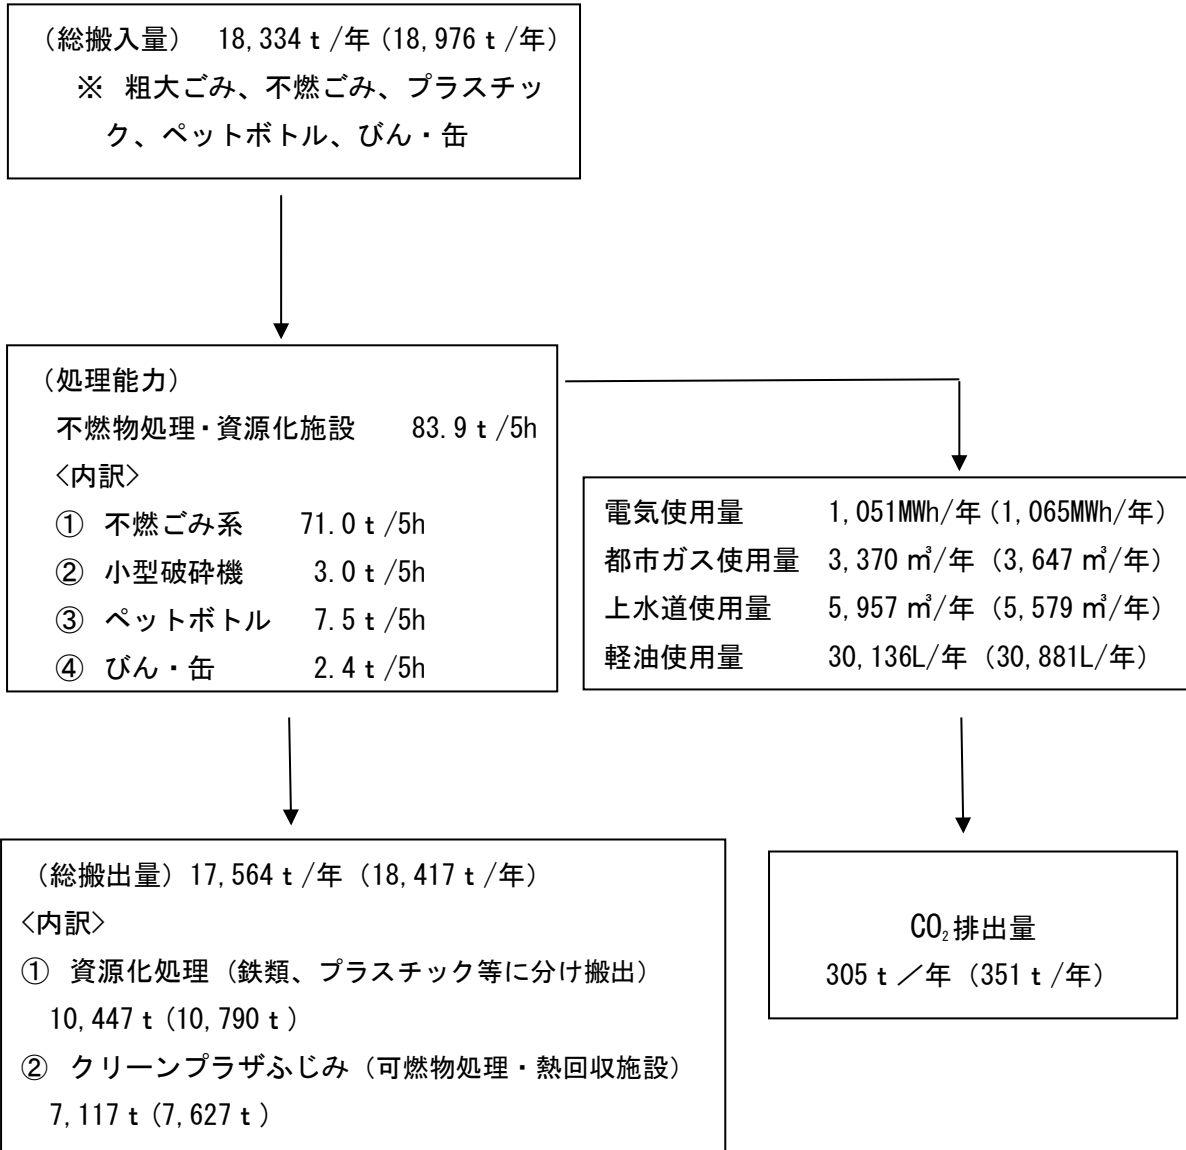 （総搬入量） 18,334ｔ/年（18,976ｔ/年）
※ 粗大ごみ、不燃ごみ、プラスチッ
ク、ペットボトル、びん・缶
（処理能力）
不燃物処理・資源化施設 83.9ｔ/5h
<内訳>
① 不燃ごみ系 71.0ｔ/5h
② 小型破砕機 3.0ｔ/5h
③ ペットボトル 7.5ｔ/5h
④ びん・缶 2.4ｔ/5h
電気使用量 1,051MWh/年（1,065MWh/年）
都市ガス使用量 3,370㎥/年（3,647㎥/年）
上水道使用量 5,957㎥/年（5,579㎥/年）
軽油使用量 30,136L/年（30,881L/年）
（総搬出量）17,564ｔ/年（18,417ｔ/年）
<内訳>
① 資源化処理（鉄類、プラスチック等に分け搬出）
10,447ｔ（10,790ｔ）
② クリーンプラザふじみ（可燃物処理・熱回収施設）
7,117ｔ（7,627ｔ）
CO₂排出量
305ｔ／年（351ｔ/年）